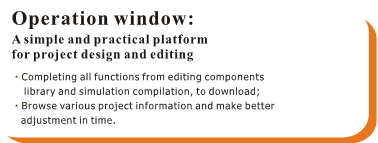 Operation window:
A simple and practical platform
for project design and editing
· Completing all functions from editing components
library and simulation compilation, to download;
· Browse various project information and make better
adjustment in time.